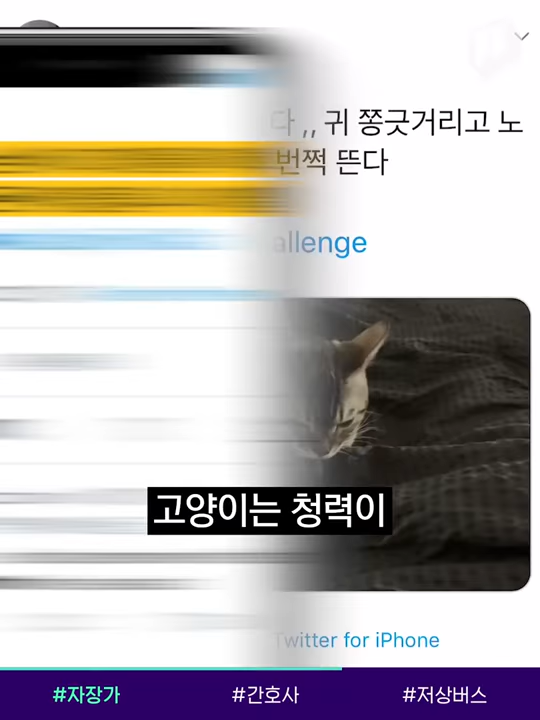 다 ,, 귀 쫑긋거리고 노
번쩍 뜬다
allenge
고양이는 청력이
Twitter for iPhone
#자장가 #간호사 #저상버스